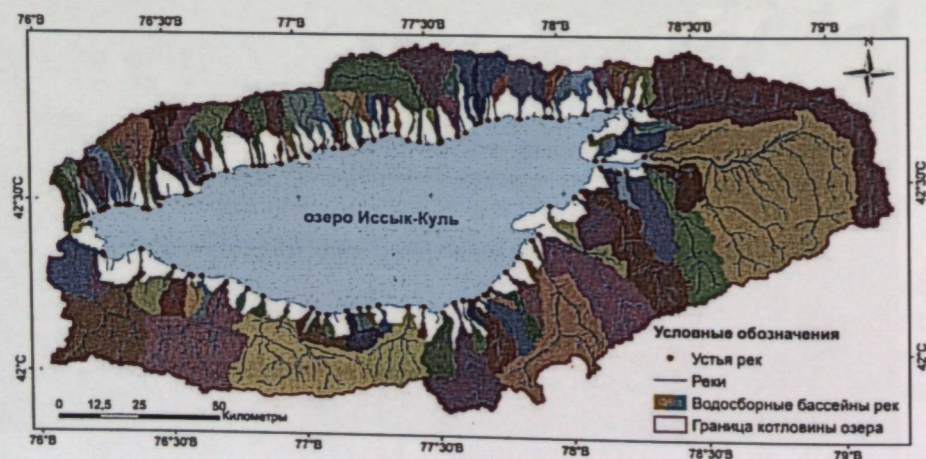 76°В 76°30'В 77°В 77°30'В 78°В 78°30'В 79°В
N
42°30'С 42°30'С
озеро Иссык-Куль
Условные обозначения
Устья рек
42°С 42°С
Реки
Водосборные бассейны рек
0 12,5 25 50
Километры
Граница котловины озера
76°В 76°30'В 77°В 77°30'В 78°В 78°30'В 79°В